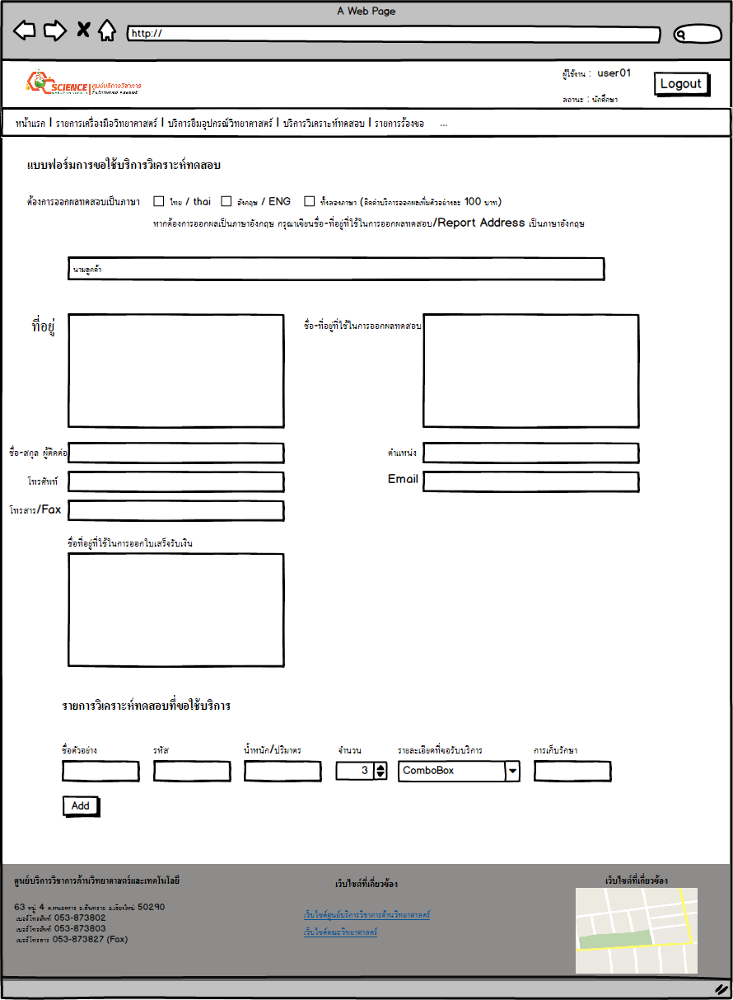 A Web Page
http://
SCIENCE ศูนย์บริการวิชาการ
ผู้ใช้งาน : user01
Logout
สถานะ : นักศึกษา
หน้าแรก | รายการเครื่องมือวิทยาศาสตร์ | บริการยืมอุปกรณ์วิทยาศาสตร์ | บริการวิเคราะห์ทดสอบ | รายการร้องขอ ...
แบบฟอร์มการขอใช้บริการวิเคราะห์ทดสอบ
ต้องการออกผลทดสอบเป็นภาษา ไทย / thai อังกฤษ / ENG ทั้งสองภาษา (คิดค่าบริการออกผลเพิ่มตัวอย่างละ 100 บาท)
หากต้องการออกผลเป็นภาษาอังกฤษ กรุณาเขียนชื่อ-ที่อยู่ที่ใช้ในการออกผลทดสอบ/Report Address เป็นภาษาอังกฤษ
นามลูกค้า
ที่อยู่ ชื่อ-ที่อยู่ที่ใช้ในการออกผลทดสอบ
ชื่อ-สกุล ผู้ติดต่อ ตำแหน่ง
โทรศัพท์ Email
โทรสาร/Fax
ชื่อที่อยู่ที่ใช้ในการออกใบเสร็จรับเงิน
รายการวิเคราะห์ทดสอบที่ขอใช้บริการ
ชื่อตัวอย่าง รหัส น้ำหนัก/ปริมาตร จำนวน รายละเอียดที่ขอรับบริการ การเก็บรักษา
3 ComboBox
Add
ศูนย์บริการวิชาการด้านวิทยาศาสตร์และเทคโนโลยี
63 หมู่ 4 ต.หนองหาร อ.สันทราย จ.เชียงใหม่ 50290
เบอร์โทรศัพท์ 053-873802
เบอร์โทรศัพท์ 053-873803
เบอร์โทรสาร 053-873827 (Fax)
เว็บไซต์ที่เกี่ยวข้อง
เว็บไซต์ศูนย์บริการวิชาการด้านวิทยาศาสตร์
เว็บไซต์คณะวิทยาศาสตร์
เว็บไซต์ที่เกี่ยวข้อง